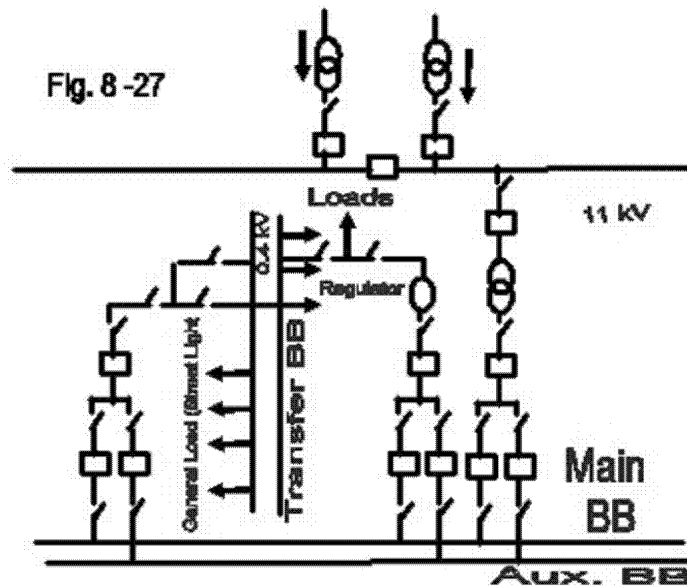 Fig. 8 -27
Loads
11 kV
0.4 kV
Regulator
General Load (Street Light
Transfer BB
Main
BB
Aux. BB